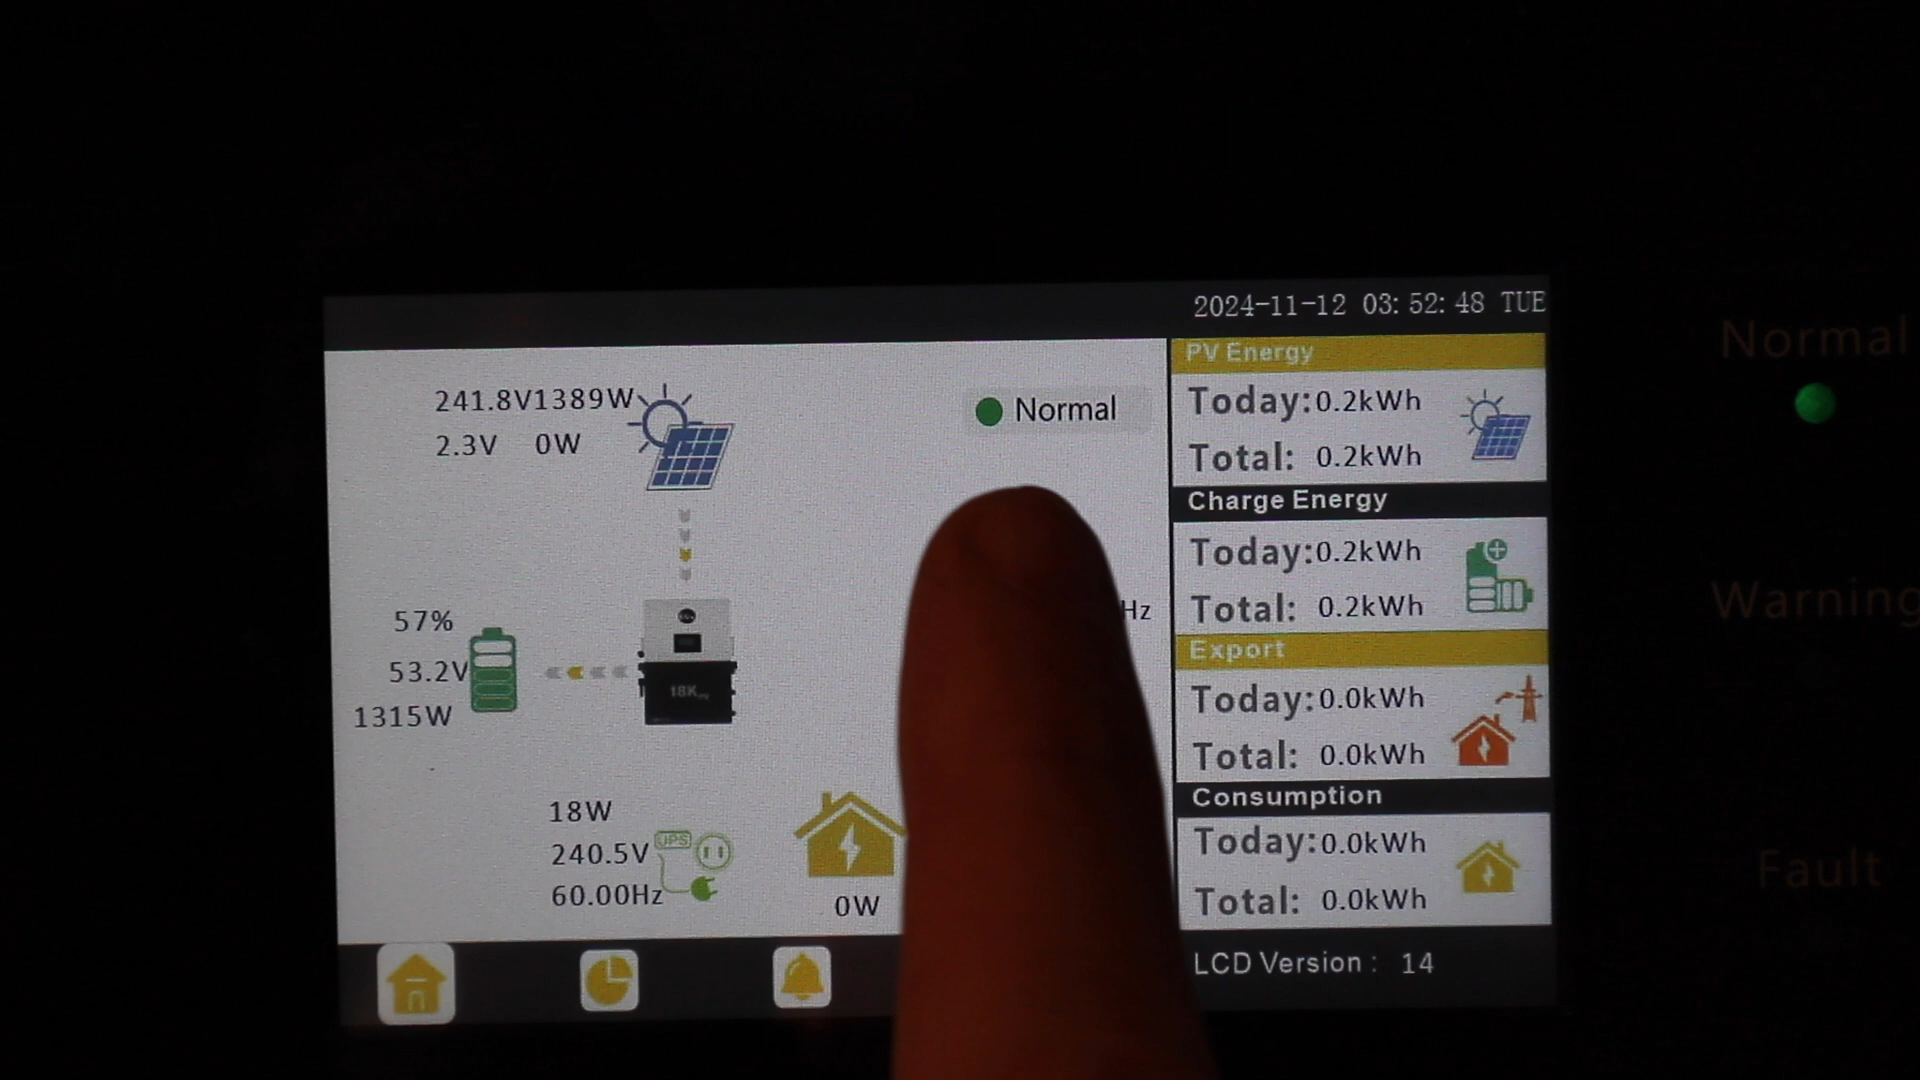 2024-11-12 03:52:48 TUE
241.8V1389W
2.3V 0W
Normal
57%
53.2V
1315W
18K
Hz
18W
240.5V
60.00Hz
UPS
0W
PV Energy
Today:0.2kWh
Total: 0.2kWh
Charge Energy
Today:0.2kWh
Total: 0.2kWh
Export
Today:0.0kWh
Total: 0.0kWh
Consumption
Today:0.0kWh
Total: 0.0kWh
LCD Version : 14
Normal
Warning
Fault